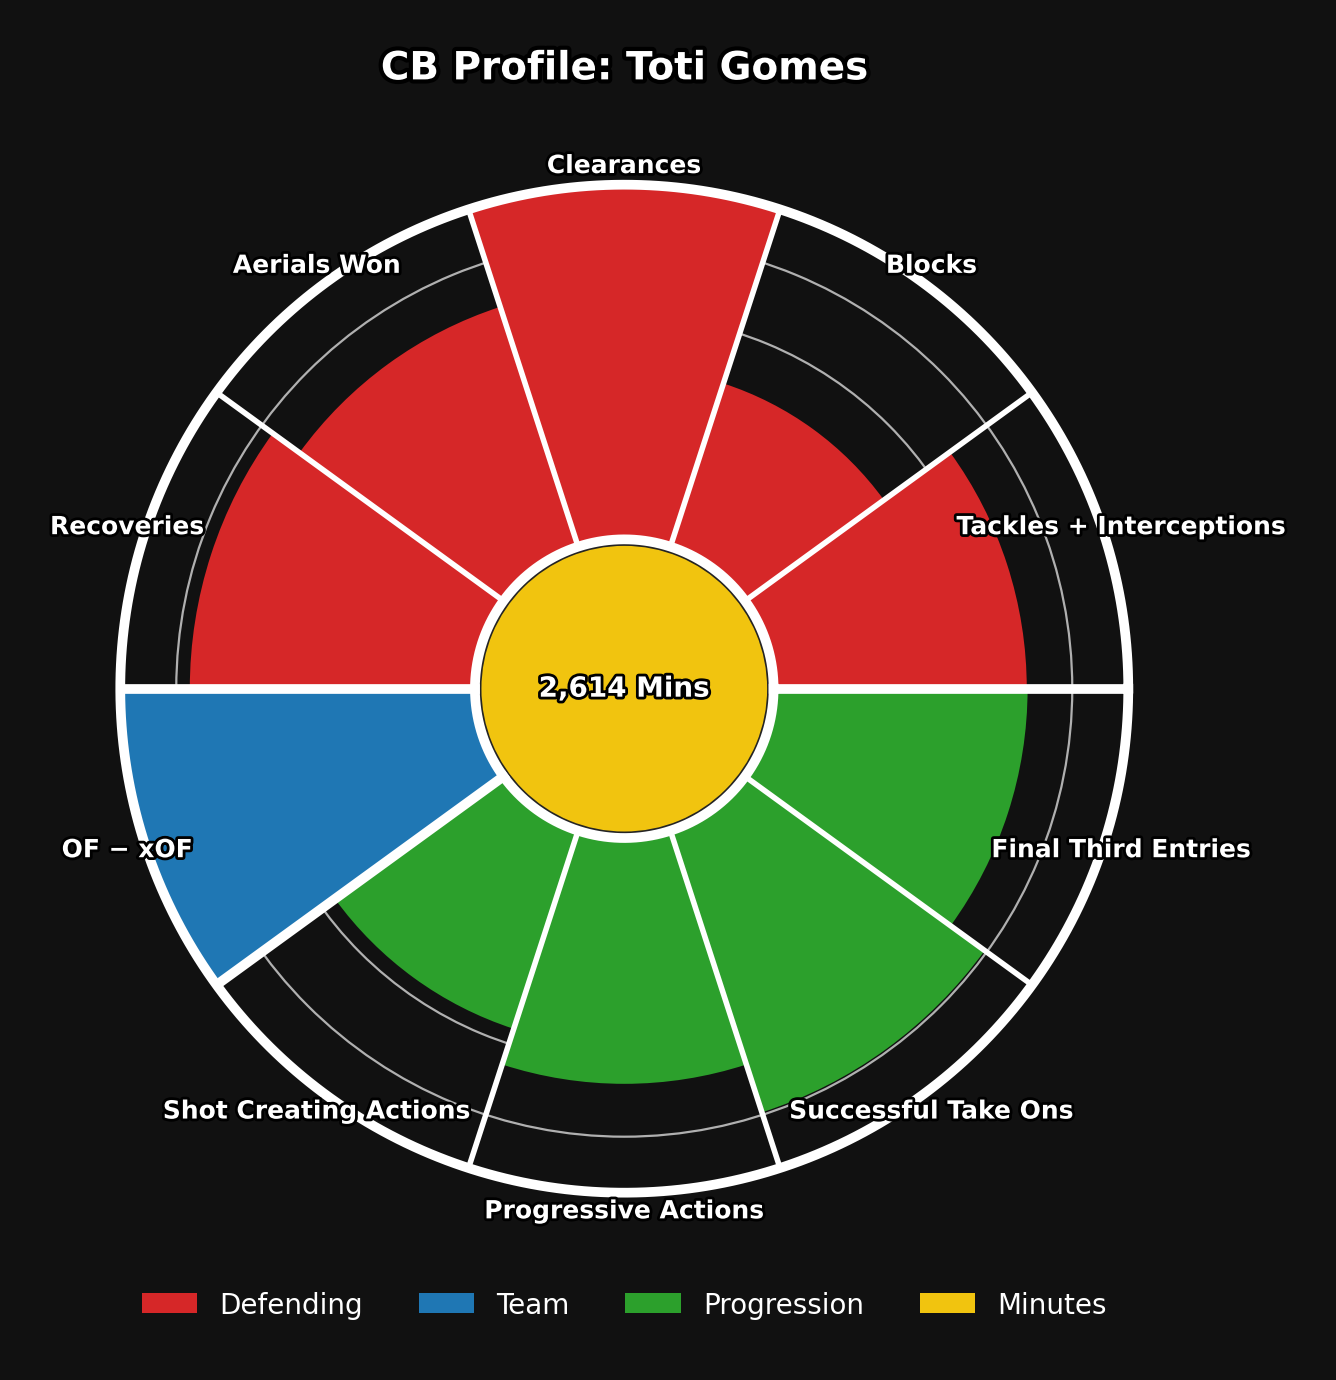 CB Profile: Toti Gomes
Clearances
Aerials Won
Blocks
Recoveries
Tackles + Interceptions
2,614 Mins
OF − xOF
Final Third Entries
Shot Creating Actions
Successful Take Ons
Progressive Actions
Defending
Team
Progression
Minutes